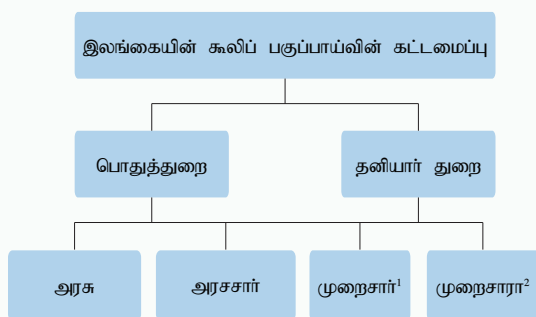 இலங்கையின் கூலிப் பகுப்பாய்வின் கட்டமைப்பு
பொதுத்துறை
தனியார் துறை
அரசு
அரசசார்
முறைசார்¹
முறைசாரா²